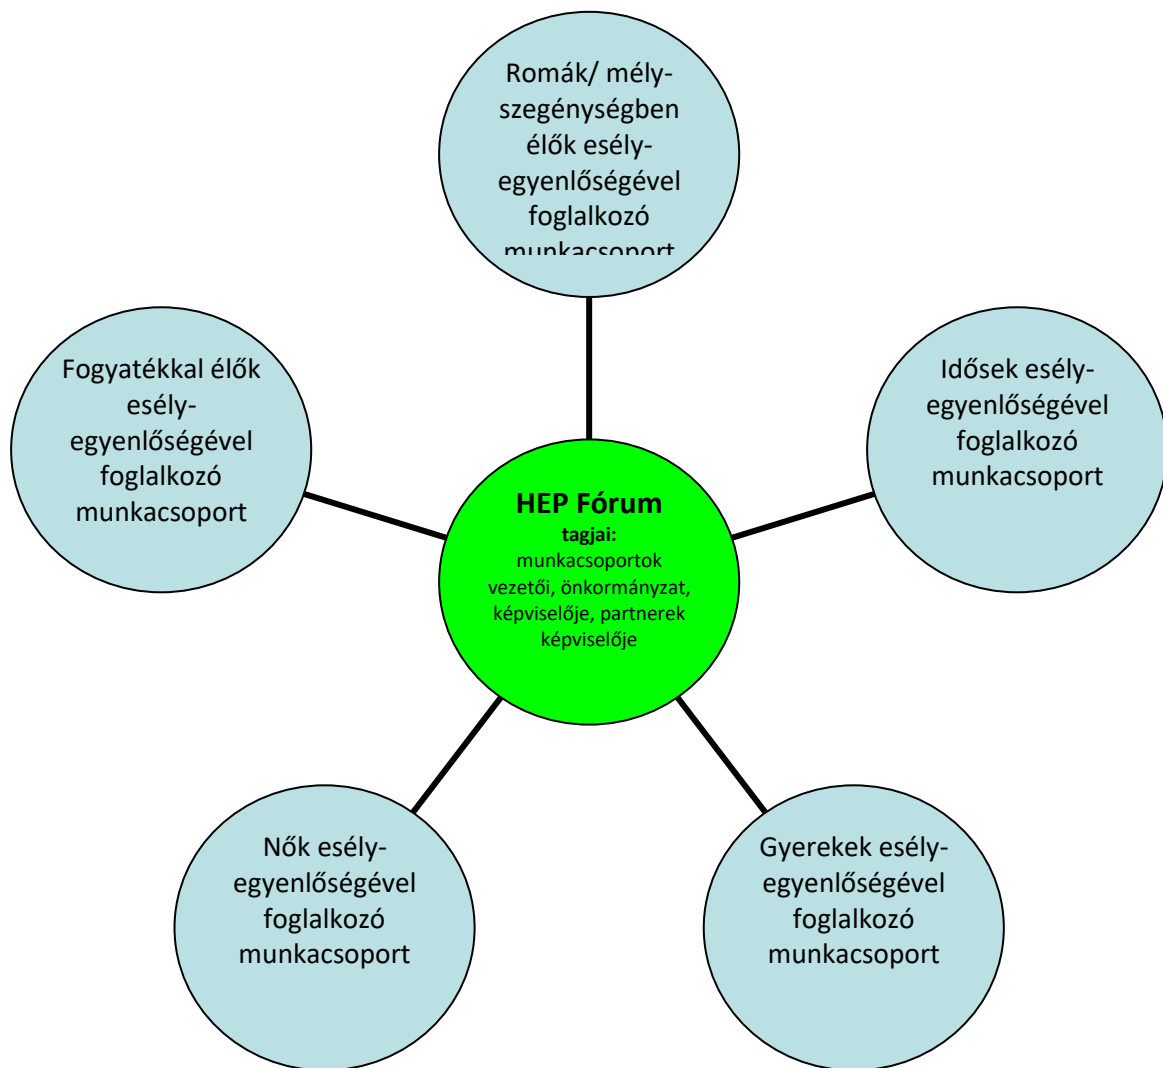 Romák/ mély-
szegénységben
élők esély-
egyenlőségével
foglalkozó
munkacsoport
Fogyatékkal élők
esély-
egyenlőségével
foglalkozó
munkacsoport
Idősek esély-
egyenlőségével
foglalkozó
munkacsoport
HEP Fórum
tagjai:
munkacsoportok
vezetői, önkormányzat,
képviselője, partnerek
képviselője
Nők esély-
egyenlőségével
foglalkozó
munkacsoport
Gyerekek esély-
egyenlőségével
foglalkozó
munkacsoport